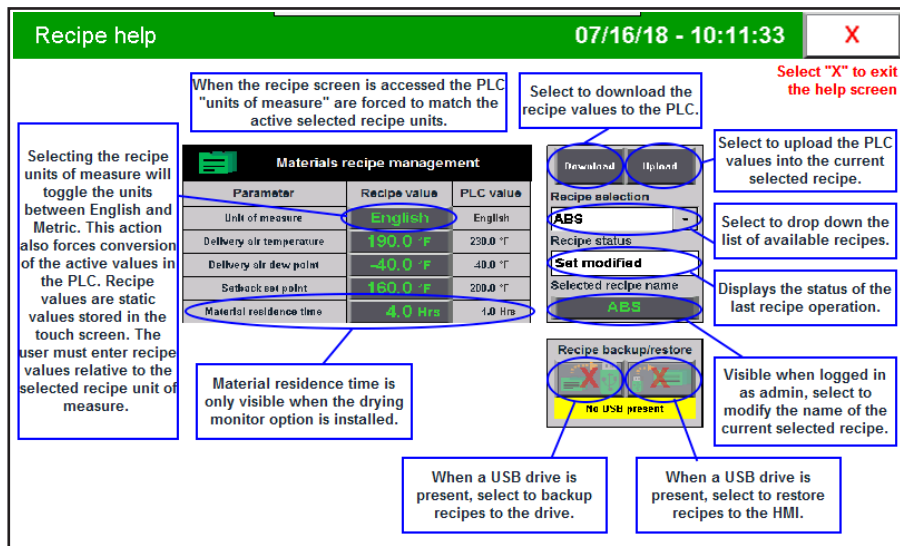 Recipe help
07/16/18 - 10:11:33
X
Select "X" to exit
the help screen
When the recipe screen is accessed the PLC
"units of measure" are forced to match the
active selected recipe units.
Select to download the
recipe values to the PLC.
Select to upload the PLC
values into the current
selected recipe.
Selecting the recipe
units of measure will
toggle the units
between English and
Metric. This action
also forces conversion
of the active values in
the PLC. Recipe
values are static
values stored in the
touch screen. The
user must enter recipe
values relative to the
selected recipe unit of
measure.
Materials recipe management
Parameter Recipe value PLC value
Unit of measure English English
Delivery air temperature 190.0 °F 230.0 °F
Delivery air dew point -40.0 °F -40.0 °F
Setback set point 160.0 °F 200.0 °F
Material residence time 4.0 Hrs 4.0 Hrs
Download Upload
Recipe selection
ABS
Recipe status
Set modified
Selected recipe name
ABS
Select to drop down the
list of available recipes.
Displays the status of the
last recipe operation.
Recipe backup/restore
No USB present
Visible when logged in
as admin, select to
modify the name of the
current selected recipe.
Material residence time is
only visible when the drying
monitor option is installed.
When a USB drive is
present, select to backup
recipes to the drive.
When a USB drive is
present, select to restore
recipes to the HMI.